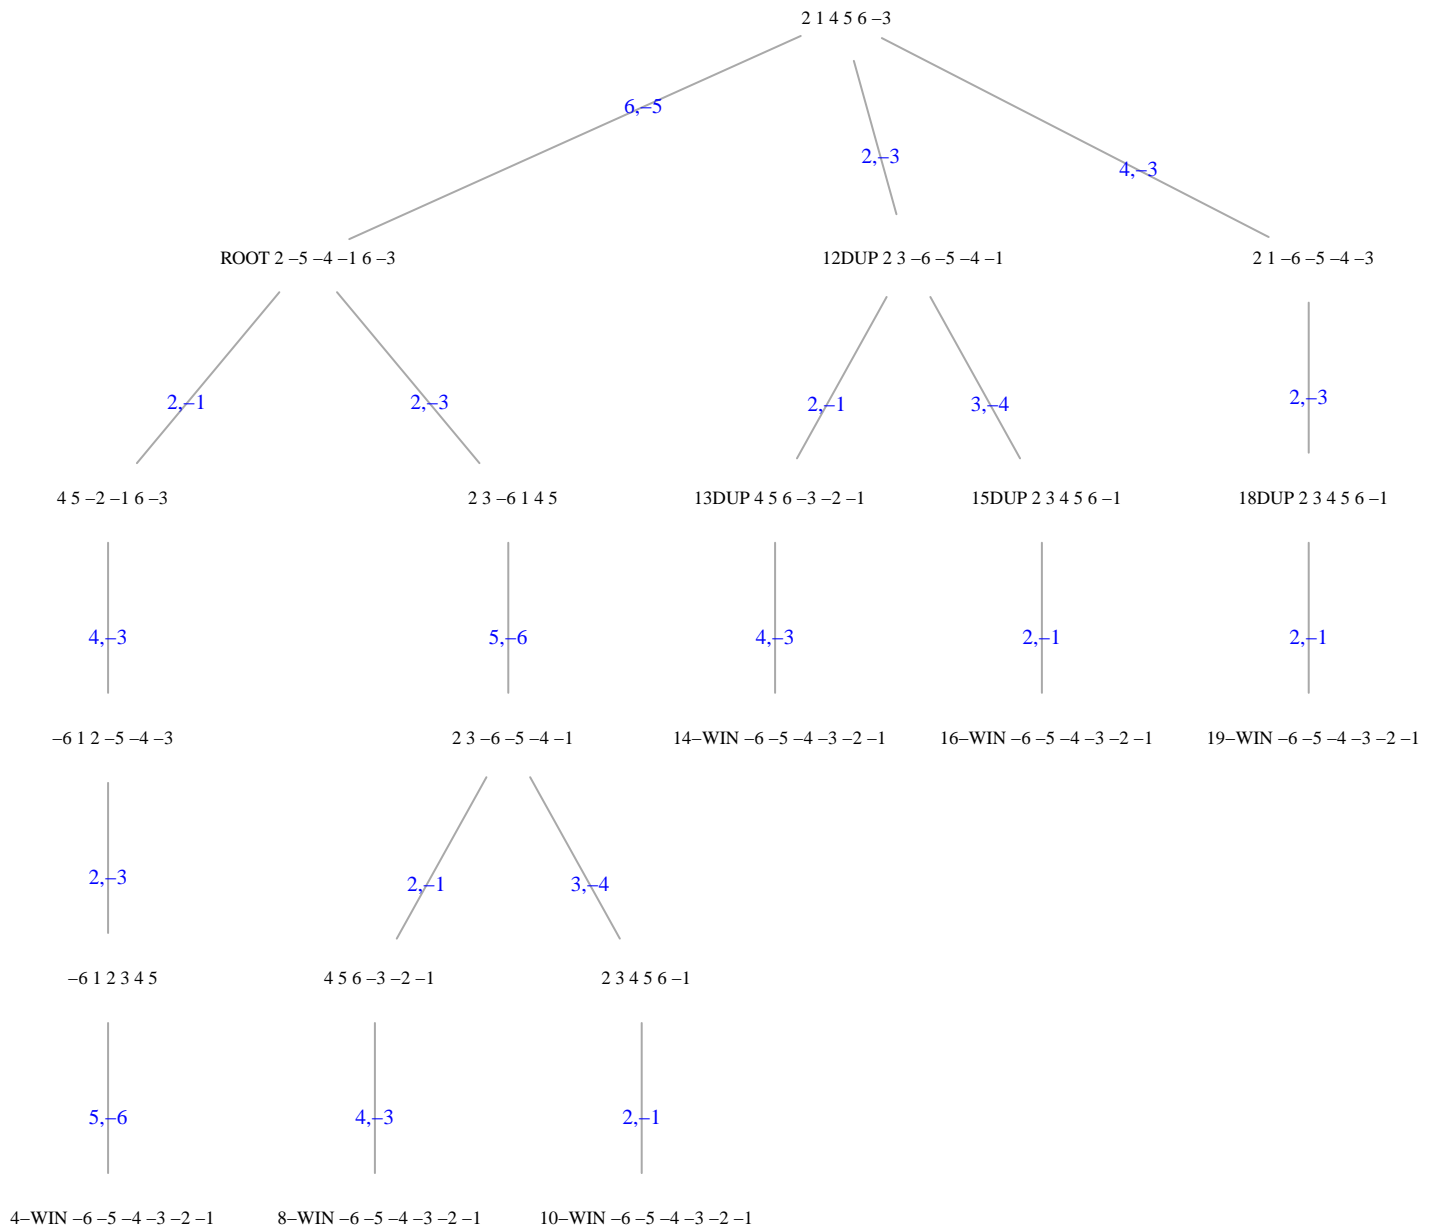 2 1 4 5 6 –3
6,–5
2,–3
4,–3
ROOT 2 –5 –4 –1 6 –3
12DUP 2 3 –6 –5 –4 –1
2 1 –6 –5 –4 –3
2,–1
2,–3
2,–1
3,–4
2,–3
4 5 –2 –1 6 –3
2 3 –6 1 4 5
13DUP 4 5 6 –3 –2 –1
15DUP 2 3 4 5 6 –1
18DUP 2 3 4 5 6 –1
4,–3
5,–6
4,–3
2,–1
2,–1
–6 1 2 –5 –4 –3
2 3 –6 –5 –4 –1
14–WIN –6 –5 –4 –3 –2 –1
16–WIN –6 –5 –4 –3 –2 –1
19–WIN –6 –5 –4 –3 –2 –1
2,–3
2,–1
3,–4
–6 1 2 3 4 5
4 5 6 –3 –2 –1
2 3 4 5 6 –1
5,–6
4,–3
2,–1
4–WIN –6 –5 –4 –3 –2 –1
8–WIN –6 –5 –4 –3 –2 –1
10–WIN –6 –5 –4 –3 –2 –1